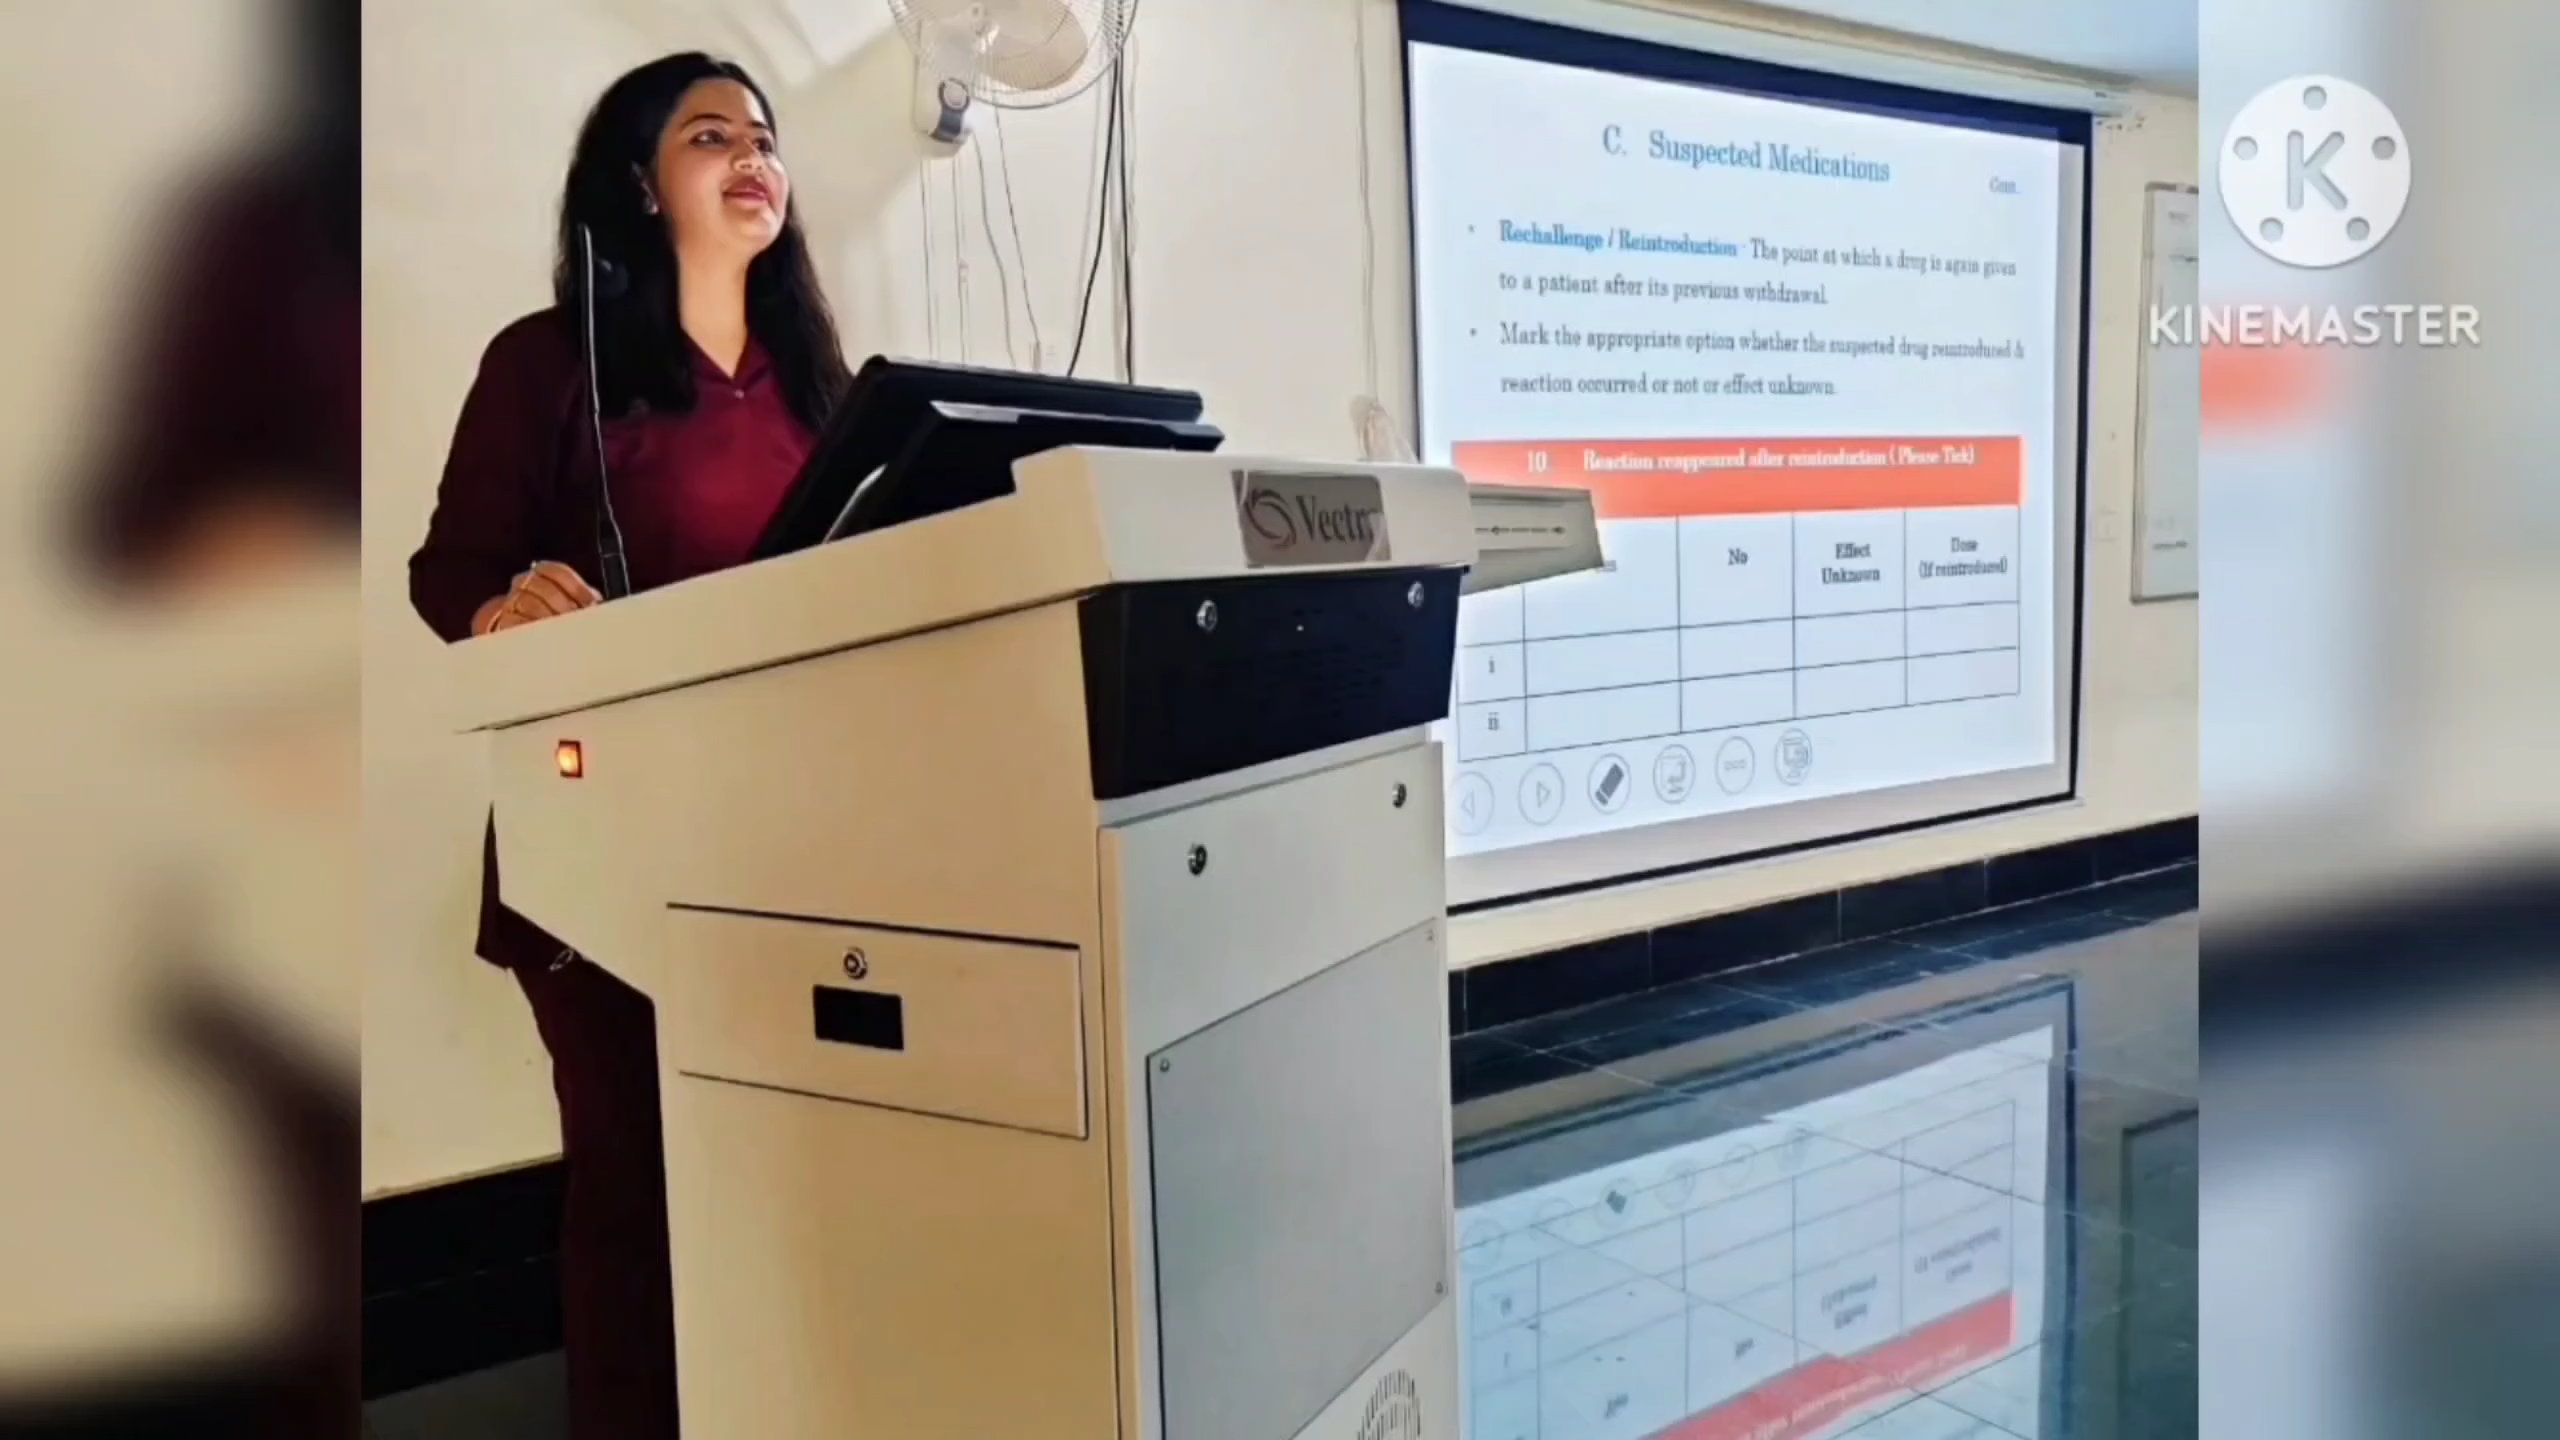 C. Suspected Medications
Cont..
• Rechallenge / Reintroduction - The point at which a drug is again given
to a patient after its previous withdrawal.
• Mark the appropriate option whether the suspected drug reintroduced &
reaction occurred or not or effect unknown.
10 Reaction reappeared after reintroduction ( Please Tick)
No
Effect
Unknown
Dose
(If reintroduced)
i
ii
K
KINEMASTER